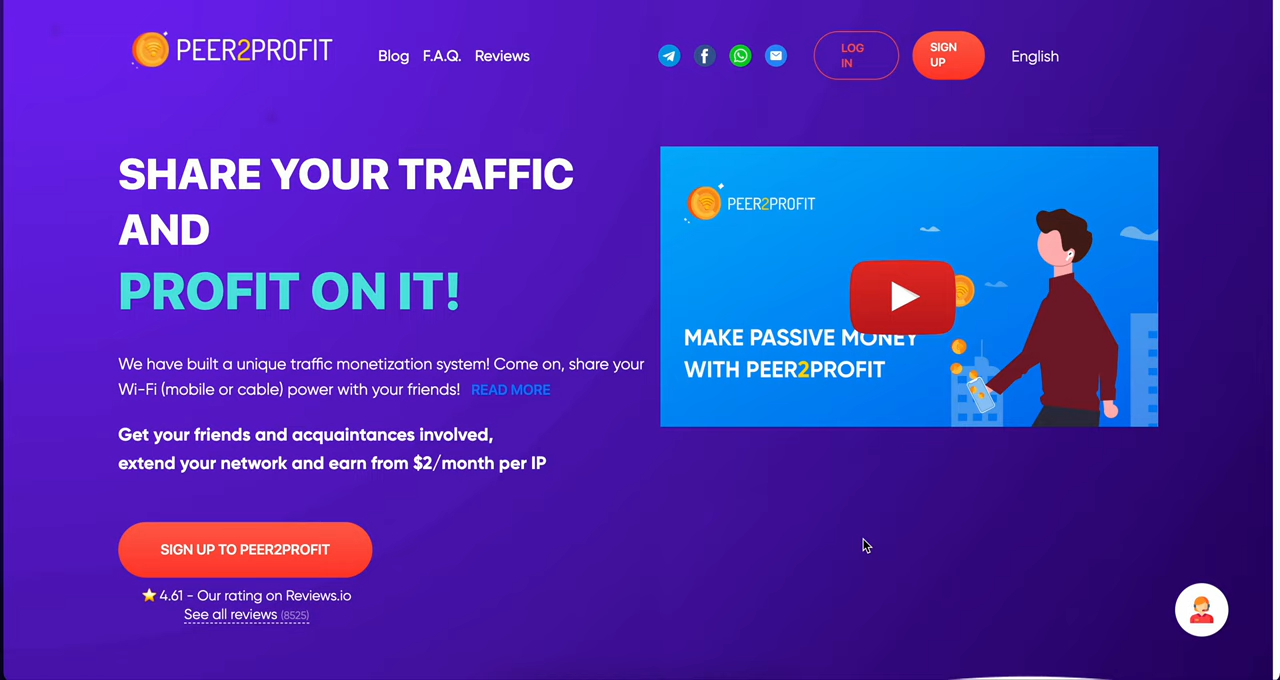 PEER2PROFIT
Blog F.A.Q. Reviews
LOG
IN
SIGN
UP
English
SHARE YOUR TRAFFIC
AND
PROFIT ON IT!
We have built a unique traffic monetization system! Come on, share your
Wi-Fi (mobile or cable) power with your friends! READ MORE
Get your friends and acquaintances involved,
extend your network and earn from $2/month per IP
SIGN UP TO PEER2PROFIT
4.61 - Our rating on Reviews.io
See all reviews (8525)
PEER2PROFIT
MAKE PASSIVE MONEY
WITH PEER2PROFIT